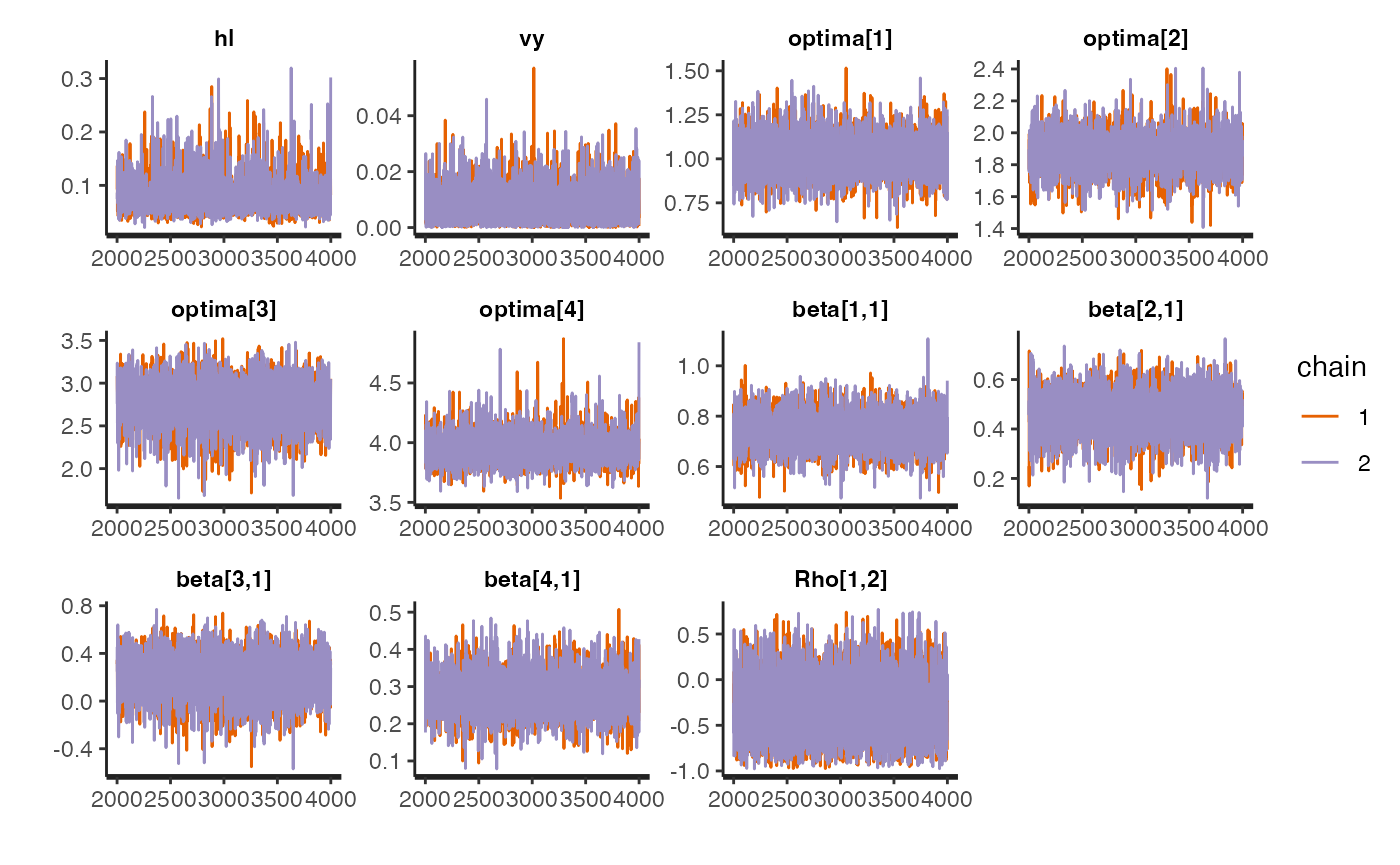 hl vy optima[1] optima[2]
0.3 0.2 0.1
0.04 0.02 0.00
1.50 1.25 1.00 0.75
2.4 2.2 2.0 1.8 1.6 1.4
2000 2500 3000 3500 4000 2000 2500 3000 3500 4000 2000 2500 3000 3500 4000 2000 2500 3000 3500 4000
optima[3] optima[4] beta[1,1] beta[2,1]
3.5 3.0 2.5 2.0
4.5 4.0 3.5
1.0 0.8 0.6
0.6 0.4 0.2
2000 2500 3000 3500 4000 2000 2500 3000 3500 4000 2000 2500 3000 3500 4000 2000 2500 3000 3500 4000
beta[3,1] beta[4,1] Rho[1,2]
0.8 0.4 0.0 -0.4
0.5 0.4 0.3 0.2 0.1
0.5 0.0 -0.5 -1.0
2000 2500 3000 3500 4000 2000 2500 3000 3500 4000 2000 2500 3000 3500 4000
chain
1
2